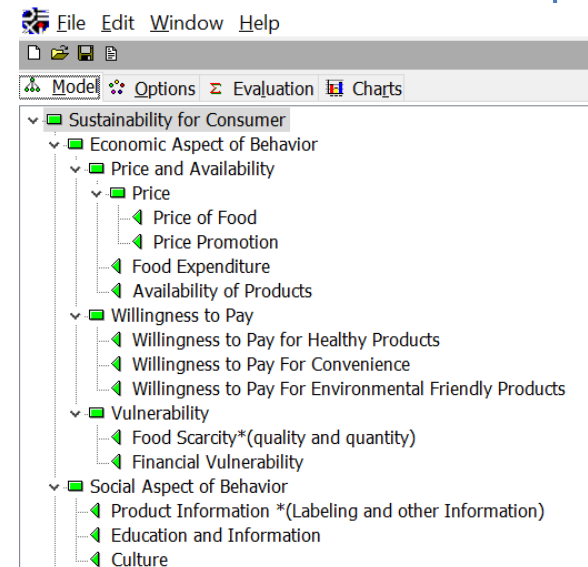 File Edit Window Help
Model Options Σ Evaluation Charts
Sustainability for Consumer
Economic Aspect of Behavior
Price and Availability
Price
Price of Food
Price Promotion
Food Expenditure
Availability of Products
Willingness to Pay
Willingness to Pay for Healthy Products
Willingness to Pay For Convenience
Willingness to Pay For Environmental Friendly Products
Vulnerability
Food Scarcity*(quality and quantity)
Financial Vulnerability
Social Aspect of Behavior
Product Information *(Labeling and other Information)
Education and Information
Culture